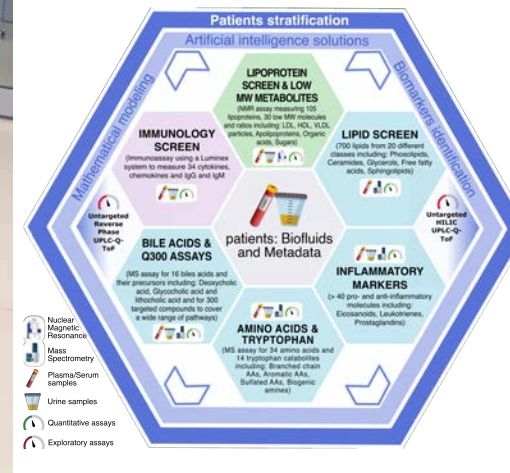 Patients stratification
Artificial intelligence solutions
Mathematical modeling
Biomarkers identification
LIPOPROTEIN
SCREEN & LOW
MW METABOLITES
(NMR assay measuring 105
lipoproteins, 30 low MW molecules
and ratios including: LDL, HDL, VLDL
particles, Apolipoproteins, Organic
acids, Sugars)
IMMUNOLOGY
SCREEN
(Immunoassay using a Luminex
system to measure 34 cytokines,
chemokines and IgG and IgM)
LIPID SCREEN
(700 lipids from 20 different
classes including: Phosolipids,
Ceramides, Glycerols, Free fatty
acids, Sphingolipids)
Untargeted
Reverse
Phase
UPLC-Q-
ToF
Untargeted
HILIC
UPLC-Q-
ToF
patients: Biofluids
and Metadata
BILE ACIDS &
Q300 ASSAYS
(MS assay for 16 biles acids and
their precursors including: Deoxycholic
acid, Glycocholic acid and
lithocholic acid and for 300
targeted compounds to cover
a wide range of pathways)
INFLAMMATORY
MARKERS
(> 40 pro- and anti-inflammatory
molecules including:
Eicosanoids, Leukotrienes,
Prostaglandins)
AMINO ACIDS &
TRYPTOPHAN
(MS assay for 34 amino acids and
14 tryptophan catabolites
including: Branched chain
AAs, Aromatic AAs,
Sulfated AAs, Biogenic
amines)
Nuclear
Magnetic
Resonance
Mass
Spectrometry
Plasma/Serum
samples
Urine samples
Quantitative assays
Exploratory assays